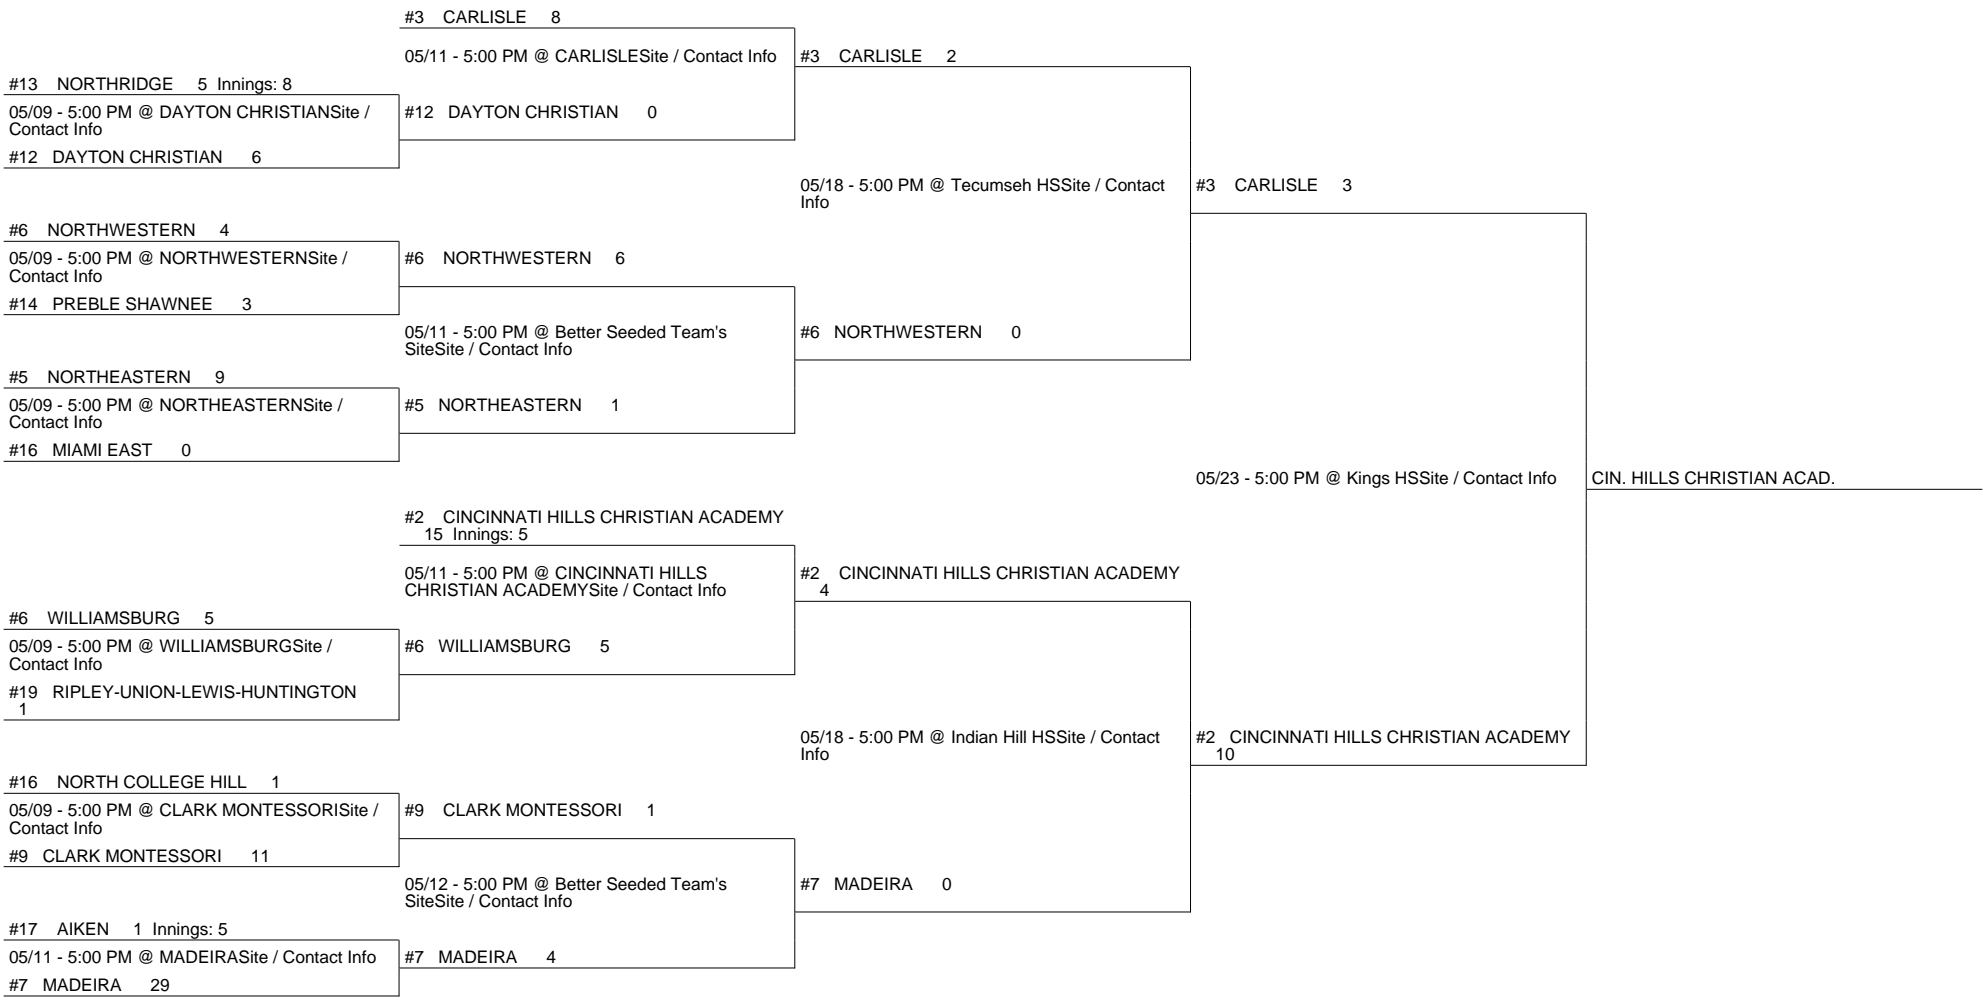 #3 CARLISLE 8
05/11 - 5:00 PM @ CARLISLESite / Contact Info
#3 CARLISLE 2
#13 NORTHRIDGE 5 Innings: 8
05/09 - 5:00 PM @ DAYTON CHRISTIANSite /
Contact Info
#12 DAYTON CHRISTIAN 0
#12 DAYTON CHRISTIAN 6
05/18 - 5:00 PM @ Tecumseh HSSite / Contact
Info
#3 CARLISLE 3
#6 NORTHWESTERN 4
05/09 - 5:00 PM @ NORTHWESTERNSite /
Contact Info
#6 NORTHWESTERN 6
#14 PREBLE SHAWNEE 3
05/11 - 5:00 PM @ Better Seeded Team's
SiteSite / Contact Info
#6 NORTHWESTERN 0
#5 NORTHEASTERN 9
05/09 - 5:00 PM @ NORTHEASTERNSite /
Contact Info
#5 NORTHEASTERN 1
#16 MIAMI EAST 0
05/23 - 5:00 PM @ Kings HSSite / Contact Info
CIN. HILLS CHRISTIAN ACAD.
#2 CINCINNATI HILLS CHRISTIAN ACADEMY
15 Innings: 5
05/11 - 5:00 PM @ CINCINNATI HILLS
CHRISTIAN ACADEMYSite / Contact Info
#2 CINCINNATI HILLS CHRISTIAN ACADEMY
4
#6 WILLIAMSBURG 5
05/09 - 5:00 PM @ WILLIAMSBURGSite /
Contact Info
#6 WILLIAMSBURG 5
#19 RIPLEY-UNION-LEWIS-HUNTINGTON
1
05/18 - 5:00 PM @ Indian Hill HSSite / Contact
Info
#2 CINCINNATI HILLS CHRISTIAN ACADEMY
10
#16 NORTH COLLEGE HILL 1
05/09 - 5:00 PM @ CLARK MONTESSORISite /
Contact Info
#9 CLARK MONTESSORI 1
#9 CLARK MONTESSORI 11
05/12 - 5:00 PM @ Better Seeded Team's
SiteSite / Contact Info
#7 MADEIRA 0
#17 AIKEN 1 Innings: 5
05/11 - 5:00 PM @ MADEIRASite / Contact Info
#7 MADEIRA 4
#7 MADEIRA 29